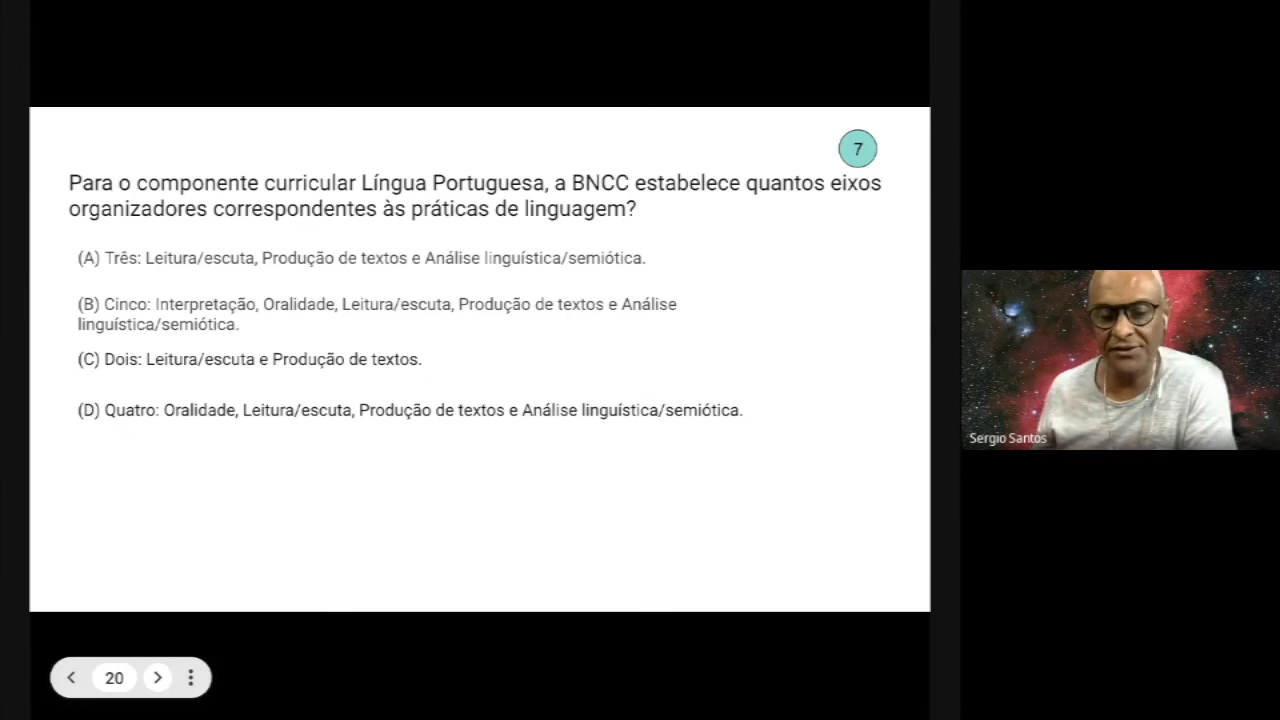 7
Para o componente curricular Língua Portuguesa, a BNCC estabelece quantos eixos
organizadores correspondentes às práticas de linguagem?
(A) Três: Leitura/escuta, Produção de textos e Análise linguística/semiótica.
(B) Cinco: Interpretação, Oralidade, Leitura/escuta, Produção de textos e Análise
linguística/semiótica.
(C) Dois: Leitura/escuta e Produção de textos.
(D) Quatro: Oralidade, Leitura/escuta, Produção de textos e Análise linguística/semiótica.
Sergio Santos
20